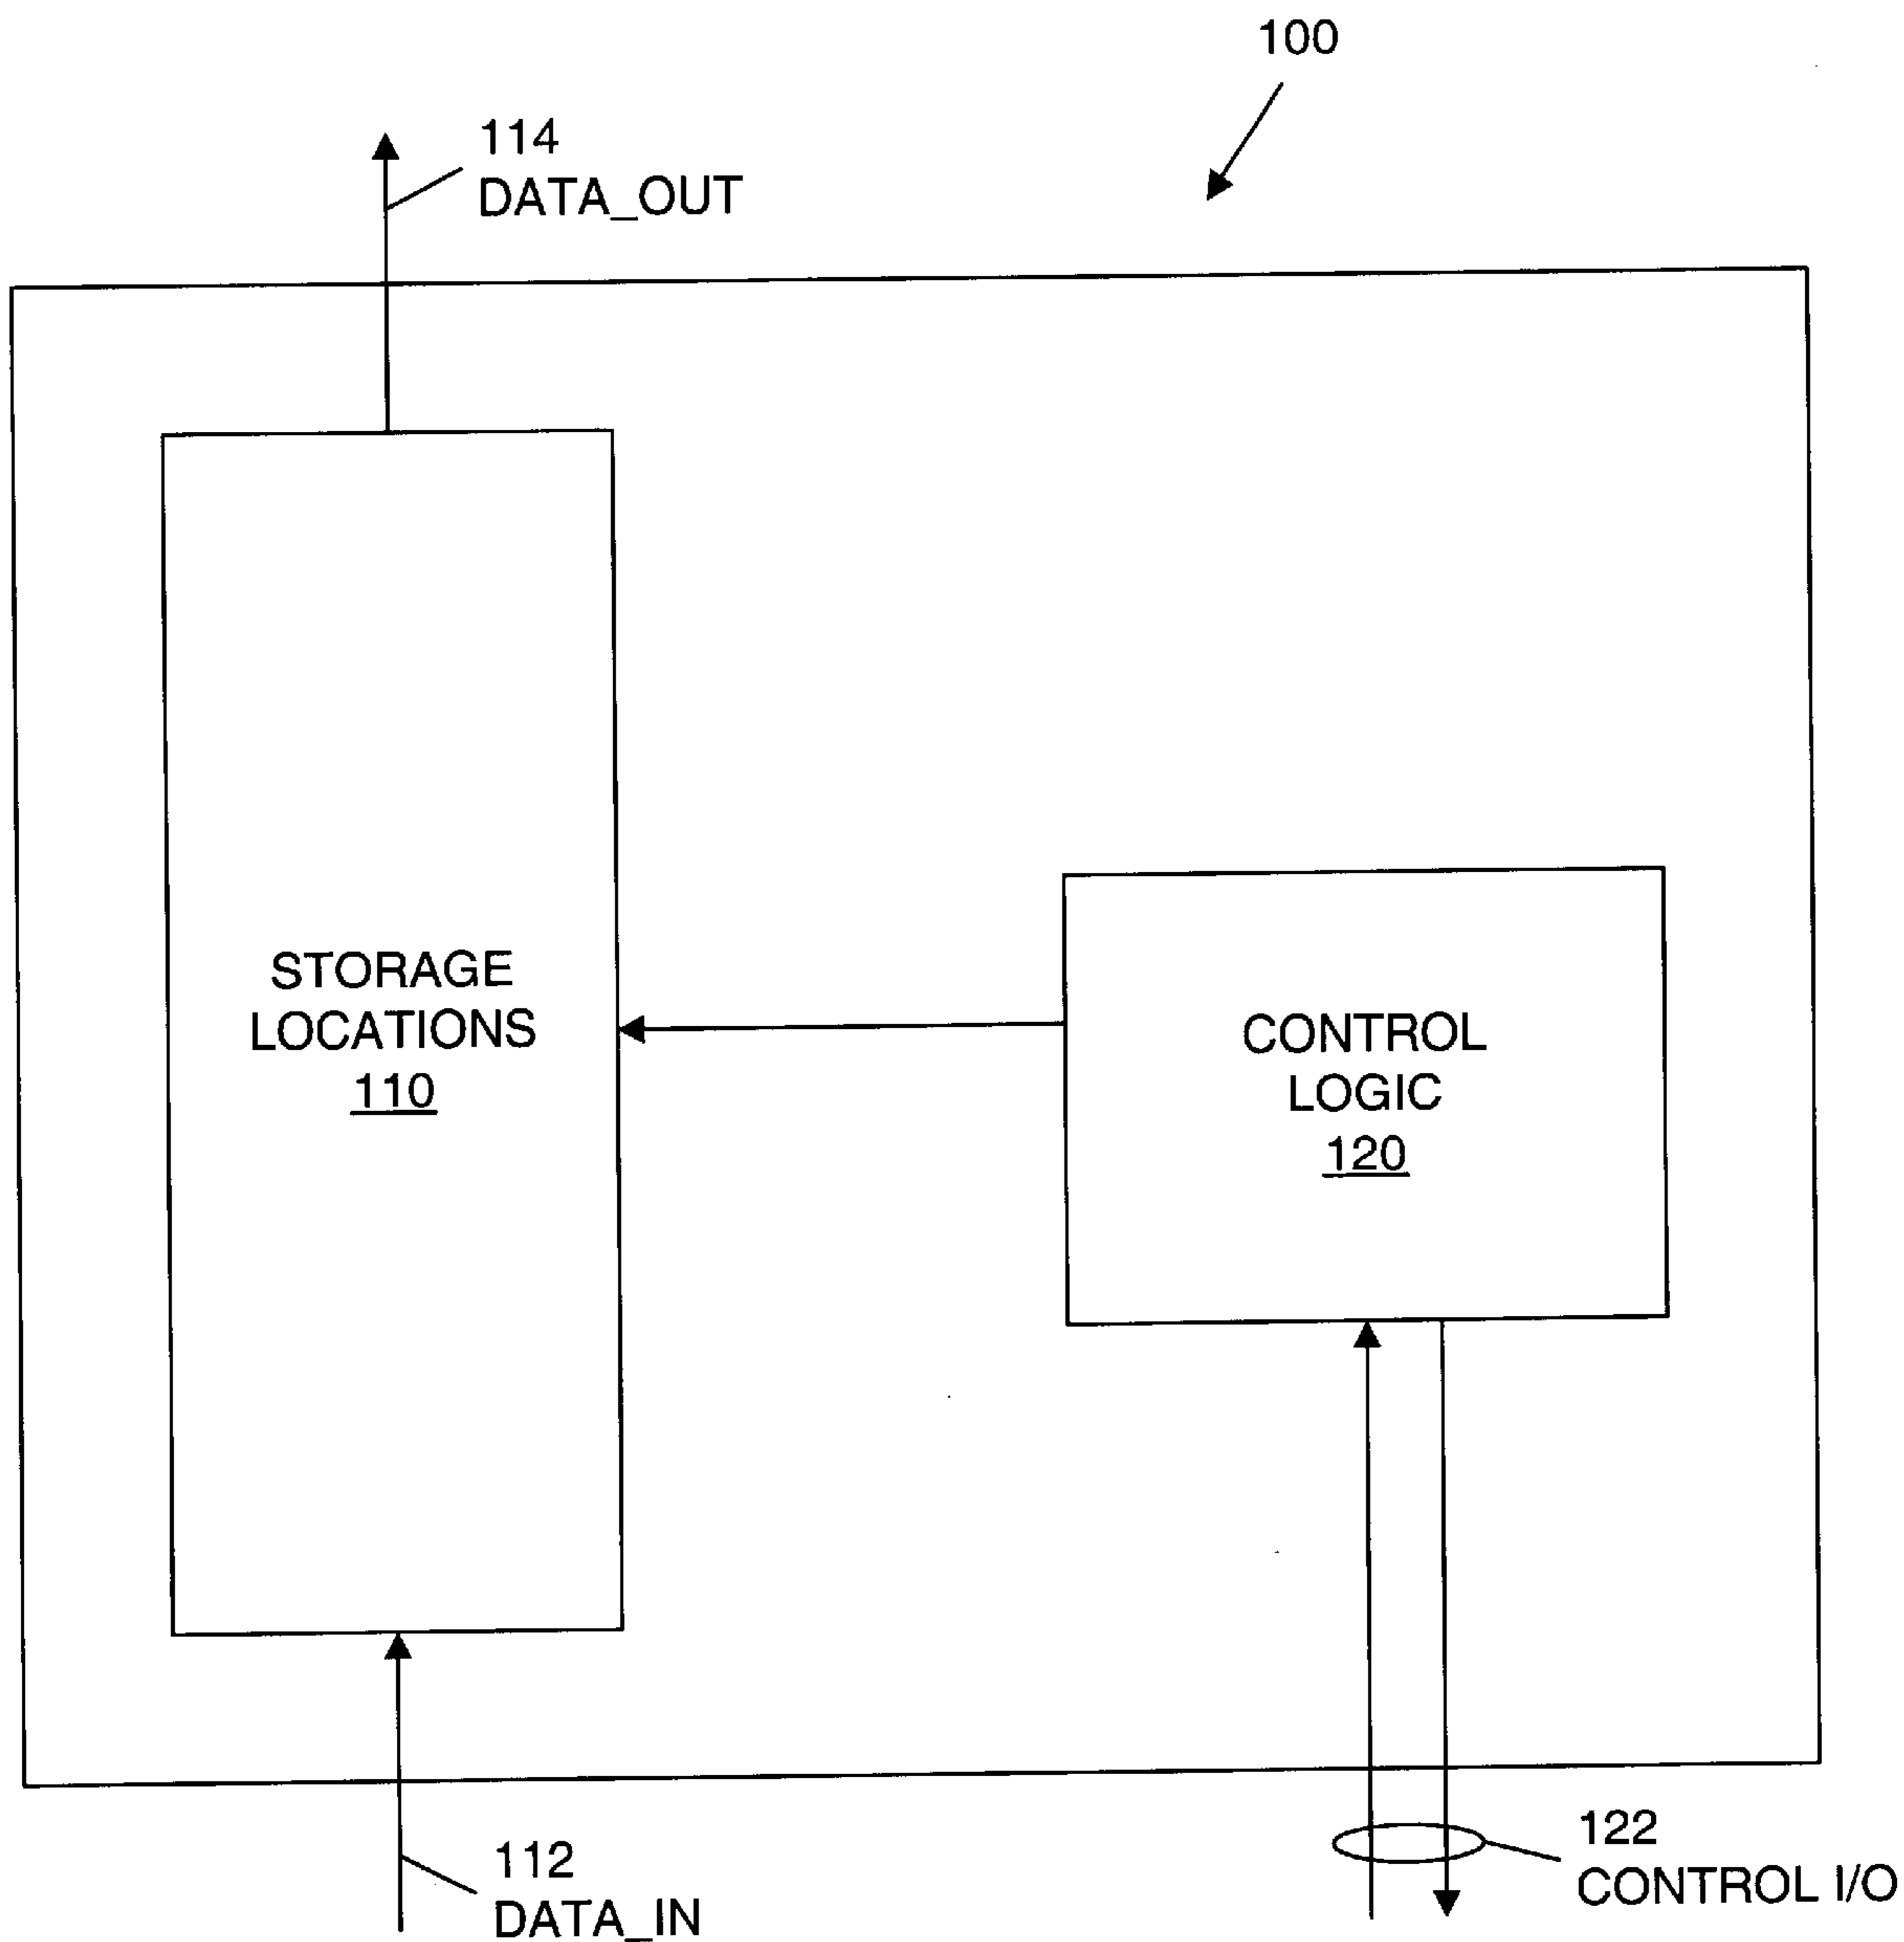 100
114
DATA_OUT
STORAGE
LOCATIONS
110
CONTROL
LOGIC
120
122
CONTROL I/O
112
DATA_IN